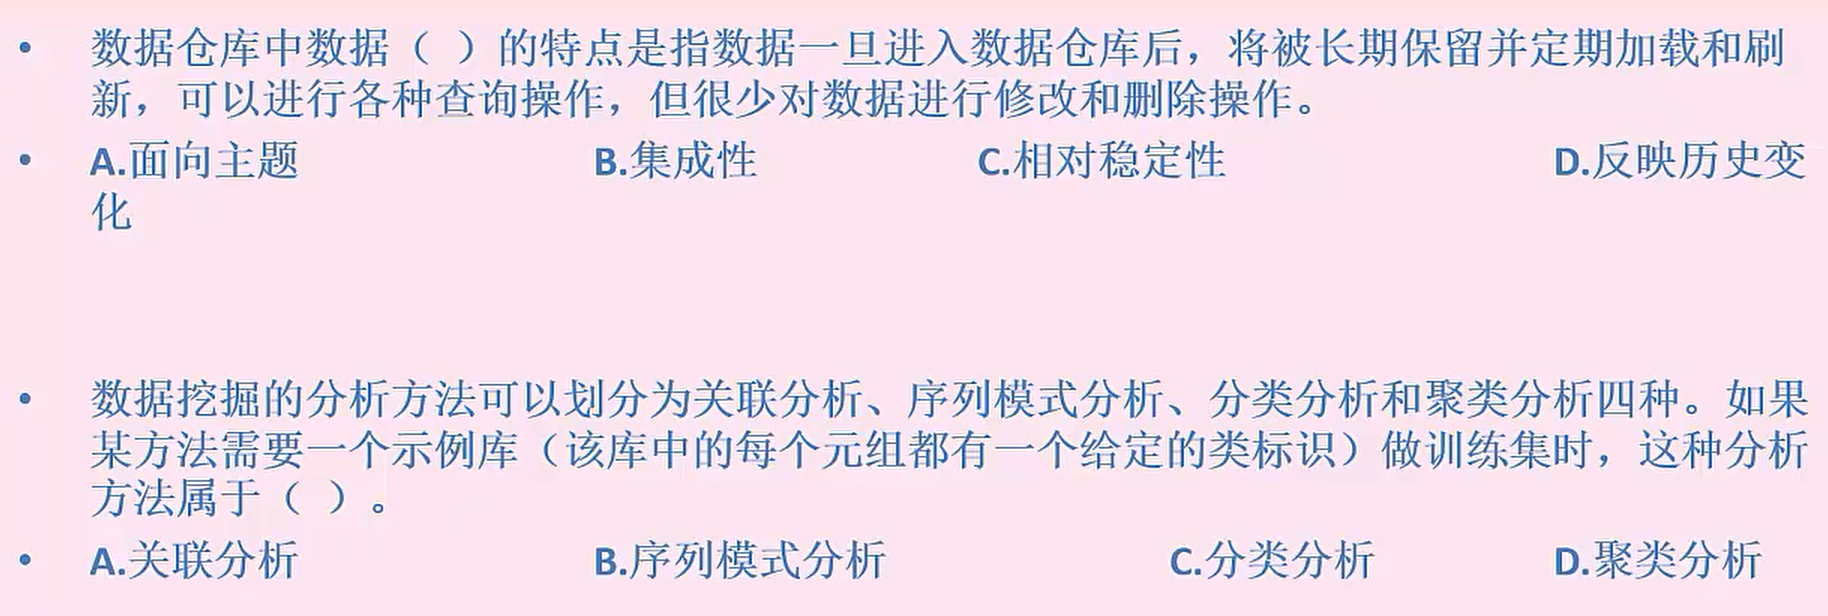 • 数据仓库中数据（ ）的特点是指数据一旦进入数据仓库后，将被长期保留并定期加载和刷
新，可以进行各种查询操作，但很少对数据进行修改和删除操作。
• A.面向主题 B.集成性 C.相对稳定性 D.反映历史变
化
• 数据挖掘的分析方法可以划分为关联分析、序列模式分析、分类分析和聚类分析四种。如果
某方法需要一个示例库（该库中的每个元组都有一个给定的类标识）做训练集时，这种分析
方法属于（ ）。
• A.关联分析 B.序列模式分析 C.分类分析 D.聚类分析